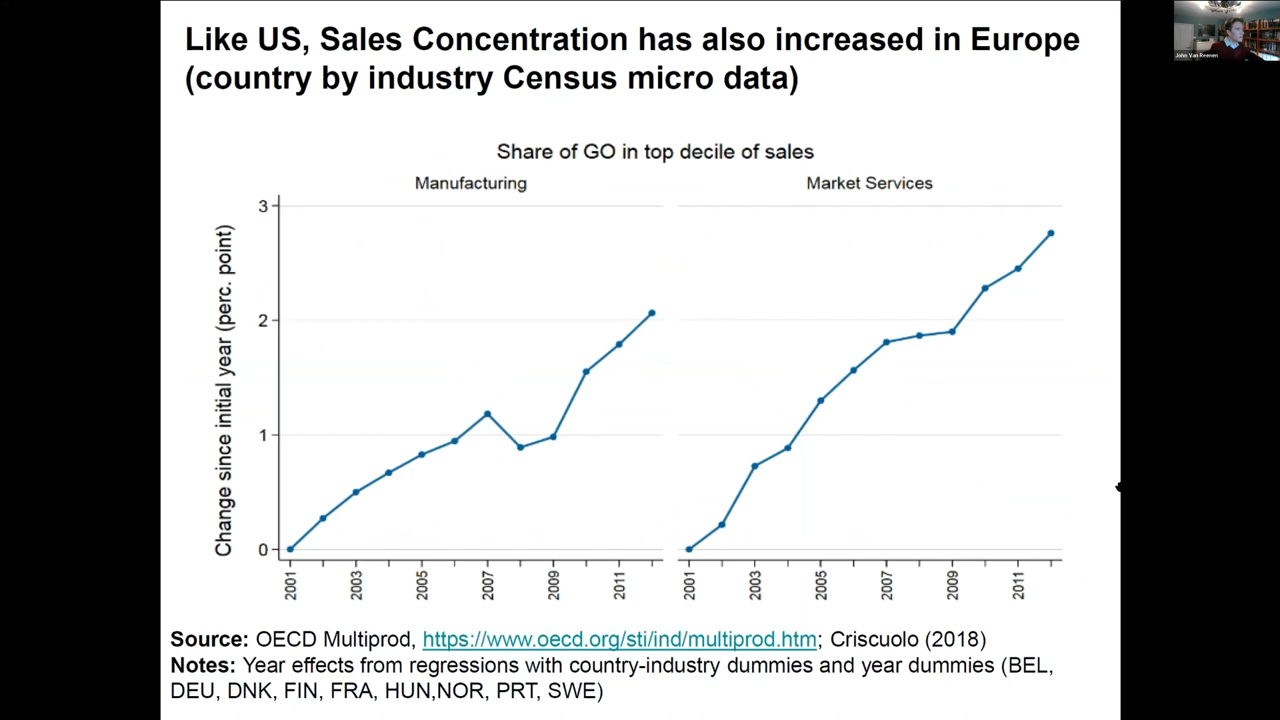 Like US, Sales Concentration has also increased in Europe
(country by industry Census micro data)
John Van Reenen
Share of GO in top decile of sales
Manufacturing
Market Services
Change since initial year (perc. point)
3
2
1
0
2001
2003
2005
2007
2009
2011
2001
2003
2005
2007
2009
2011
Source: OECD Multiprod, https://www.oecd.org/sti/ind/multiprod.htm; Criscuolo (2018)
Notes: Year effects from regressions with country-industry dummies and year dummies (BEL,
DEU, DNK, FIN, FRA, HUN,NOR, PRT, SWE)